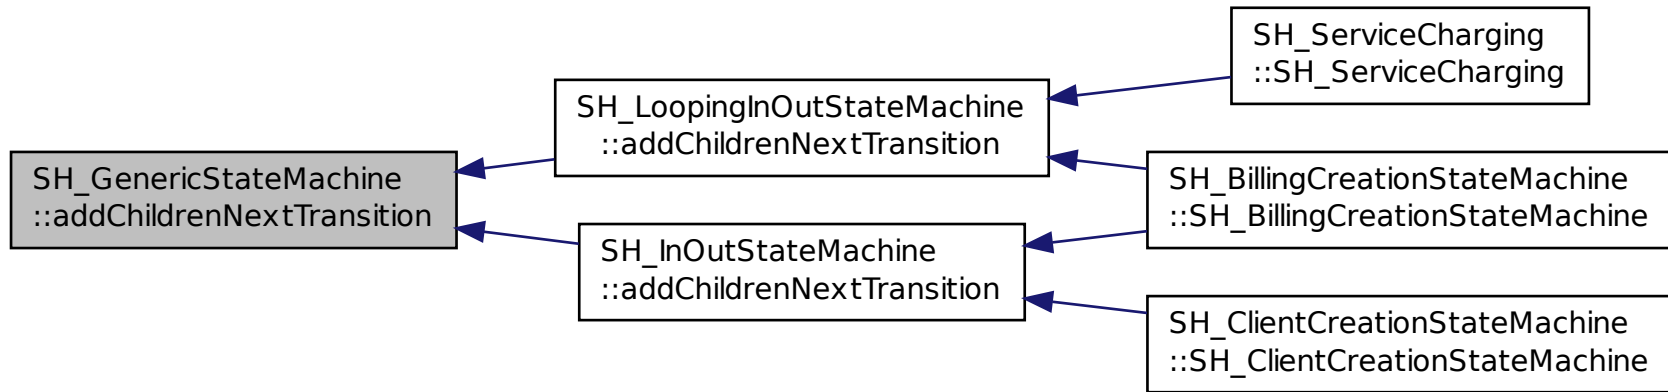 SH_GenericStateMachine
::addChildrenNextTransition
SH_LoopingInOutStateMachine
::addChildrenNextTransition
SH_InOutStateMachine
::addChildrenNextTransition
SH_ServiceCharging
::SH_ServiceCharging
SH_BillingCreationStateMachine
::SH_BillingCreationStateMachine
SH_ClientCreationStateMachine
::SH_ClientCreationStateMachine